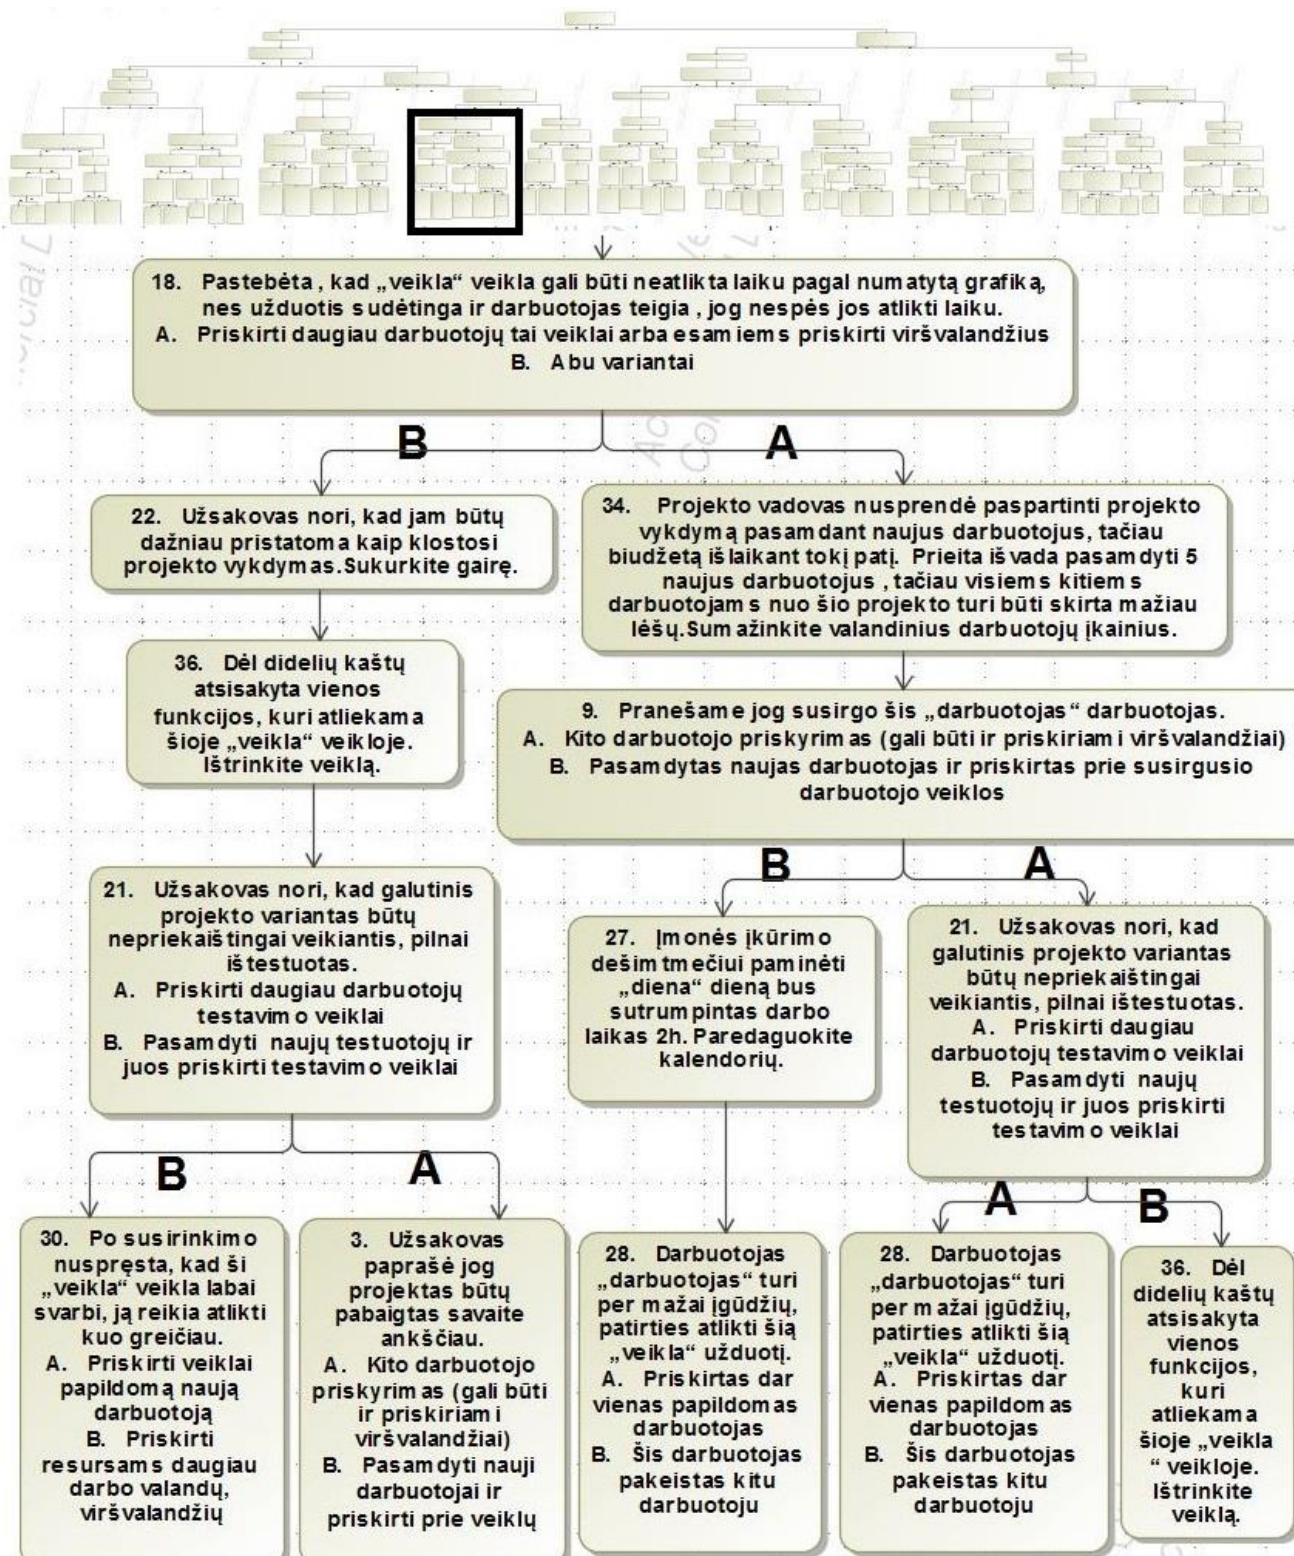 18. Pastebėta, kad „veikla“ veikla gali būti neatlikta laiku pagal numatytą grafiką,
nes užduotis sudėtinga ir darbuotojas teigia, jog nespės jos atlikti laiku.
A. Priskirti daugiau darbuotojų tai veiklai arba esamiems priskirti viršvalandžius
B. Abu variantai
B
A
22. Užsakovas nori, kad jam būtų
dažniau pristatoma kaip klostosi
projekto vykdymas.Sukurkite gairę.
34. Projekto vadovas nusprendė paspartinti projekto
vykdymą pasamdant naujus darbuotojus, tačiau
biudžetą išlaikant tokį patį. Prieita išvada pasamdyti 5
naujus darbuotojus , tačiau visiems kitiems
darbuotojams nuo šio projekto turi būti skirta mažiau
lėšų.Sumažinkite valandinius darbuotojų įkainius.
36. Dėl didelių kaštų
atsisakyta vienos
funkcijos, kuri atliekama
šioje „veikla“ veikloje.
Ištrinkite veiklą.
9. Pranešame jog susirgo šis „darbuotojas“ darbuotojas.
A. Kito darbuotojo priskyrimas (gali būti ir priskiriami viršvalandžiai)
B. Pasamdytas naujas darbuotojas ir priskirtas prie susirgusio
darbuotojo veiklos
B
A
21. Užsakovas nori, kad galutinis
projekto variantas būtų
nepriekaištingai veikiantis, pilnai
ištestuotas.
A. Priskirti daugiau darbuotojų
testavimo veiklai
B. Pasamdyti naujų testuotojų ir
juos priskirti testavimo veiklai
27. Įmonės įkūrimo
dešimtmečiui paminėti
„diena“ dieną bus
sutrumpintas darbo
laikas 2h. Paredaguokite
kalendorių.
21. Užsakovas nori, kad
galutinis projekto variantas
būtų nepriekaištingai
veikiantis, pilnai ištestuotas.
A. Priskirti daugiau
darbuotojų testavimo veiklai
B. Pasamdyti naujų
testuotojų ir juos priskirti
testavimo veiklai
B
A
A
B
30. Po susirinkimo
nuspręsta, kad ši
„veikla“ veikla labai
svarbi, ją reikia atlikti
kuo greičiau.
A. Priskirti veiklai
papildomą naują
darbuotoją
B. Priskirti
resursams daugiau
darbo valandų,
viršvalandžių
3. Užsakovas
paprašė jog
projektas būtų
pabaigtas savaite
ankščiau.
A. Kito darbuotojo
priskyrimas (gali būti
ir priskiriami
viršvalandžiai)
B. Pasamdyti nauji
darbuotojai ir
priskirti prie veiklų
28. Darbuotojas
„darbuotojas“ turi
per mažai įgūdžių,
patirties atlikti šią
„veikla“ užduotį.
A. Priskirtas dar
vienas papildomas
darbuotojas
B. Šis darbuotojas
pakeistas kitu
darbuotoju
28. Darbuotojas
„darbuotojas“ turi
per mažai įgūdžių,
patirties atlikti šią
„veikla“ užduotį.
A. Priskirtas dar
vienas papildomas
darbuotojas
B. Šis darbuotojas
pakeistas kitu
darbuotoju
36. Dėl
didelių kaštų
atsisakyta
vienos
funkcijos,
kuri
atliekama
šioje „veikla
“ veikloje.
Ištrinkite
veiklą.